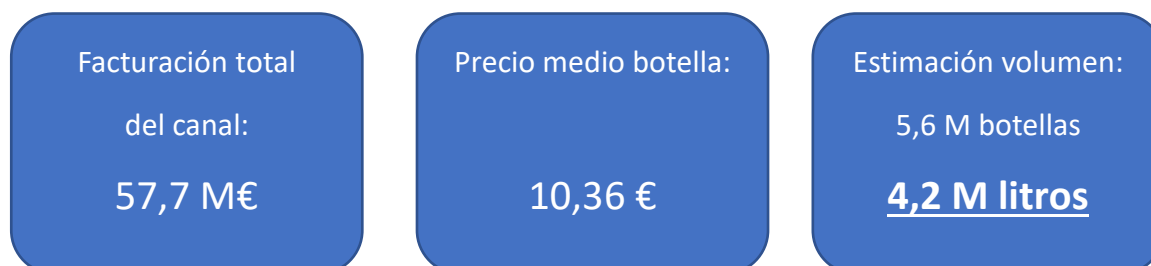 Facturación total
del canal:
57,7 M€
Precio medio botella:
10,36 €
Estimación volumen:
5,6 M botellas
4,2 M litros